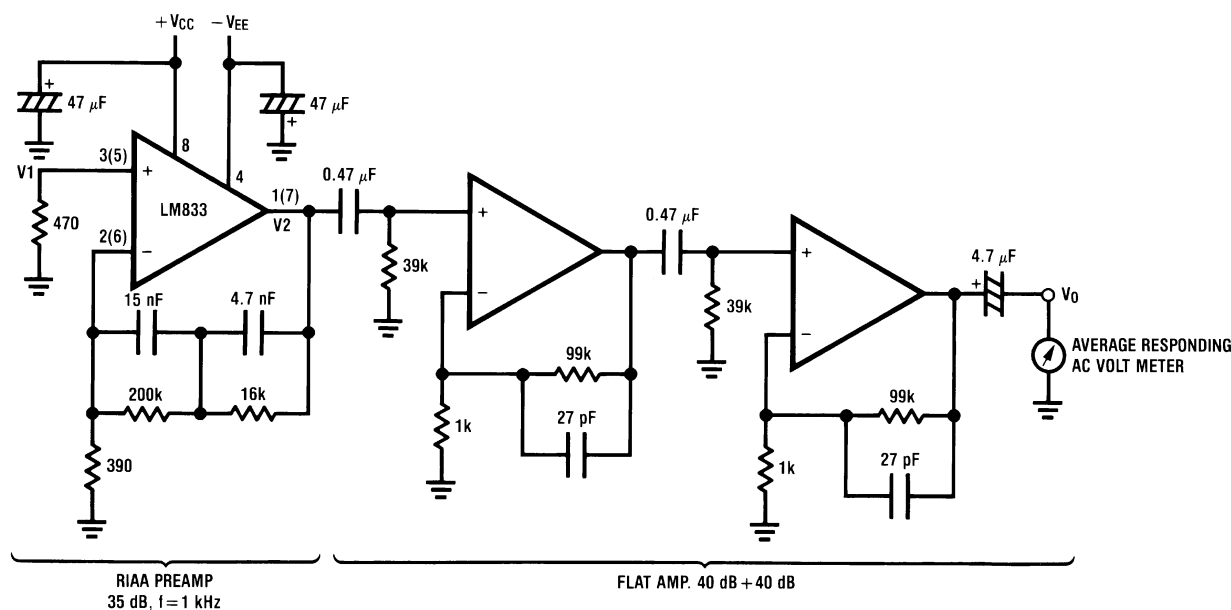 +VCC −VEE
47 μF
47 μF
8
3(5)
V1
+
4
0.47 μF
1(7)
LM833
V2
470
2(6)
−
+
0.47 μF
39k
15 nF
4.7 nF
−
+
4.7 μF
+
VO
39k
−
AVERAGE RESPONDING
AC VOLT METER
99k
200k
16k
1k
27 pF
99k
390
1k
27 pF
RIAA PREAMP
35 dB, f=1 kHz
FLAT AMP. 40 dB+40 dB
+
+